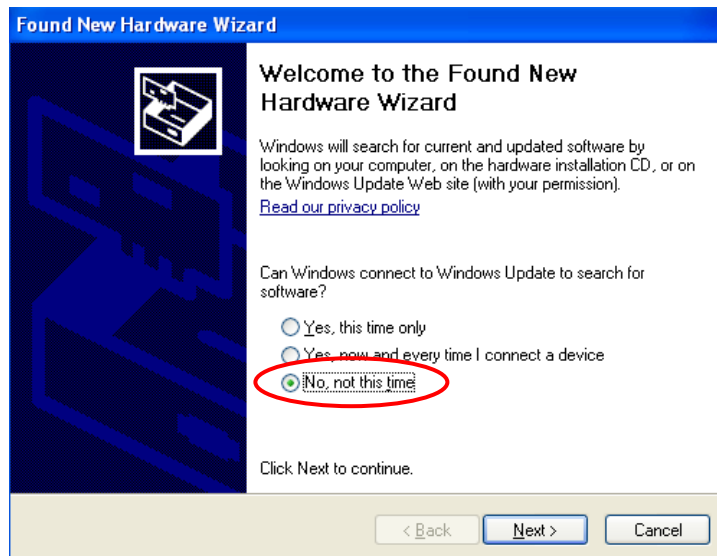 Found New Hardware Wizard
Welcome to the Found New
Hardware Wizard
Windows will search for current and updated software by
looking on your computer, on the hardware installation CD, or on
the Windows Update Web site (with your permission).
Read our privacy policy
Can Windows connect to Windows Update to search for
software?
Yes, this time only
Yes, now and every time I connect a device
No, not this time
Click Next to continue.
< Back Next > Cancel